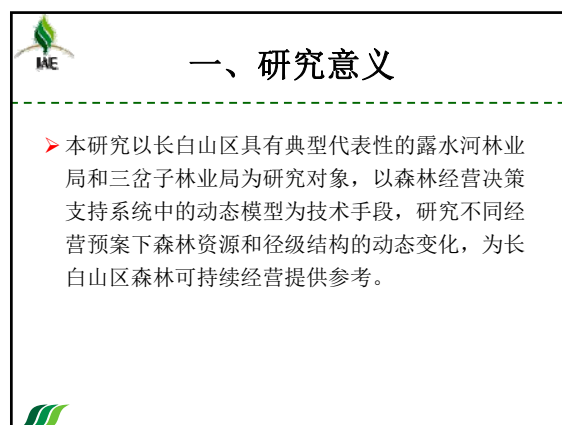 IAE
一、研究意义
本研究以长白山区具有典型代表性的露水河林业
局和三岔子林业局为研究对象，以森林经营决策
支持系统中的动态模型为技术手段，研究不同经
营预案下森林资源和径级结构的动态变化，为长
白山区森林可持续经营提供参考。